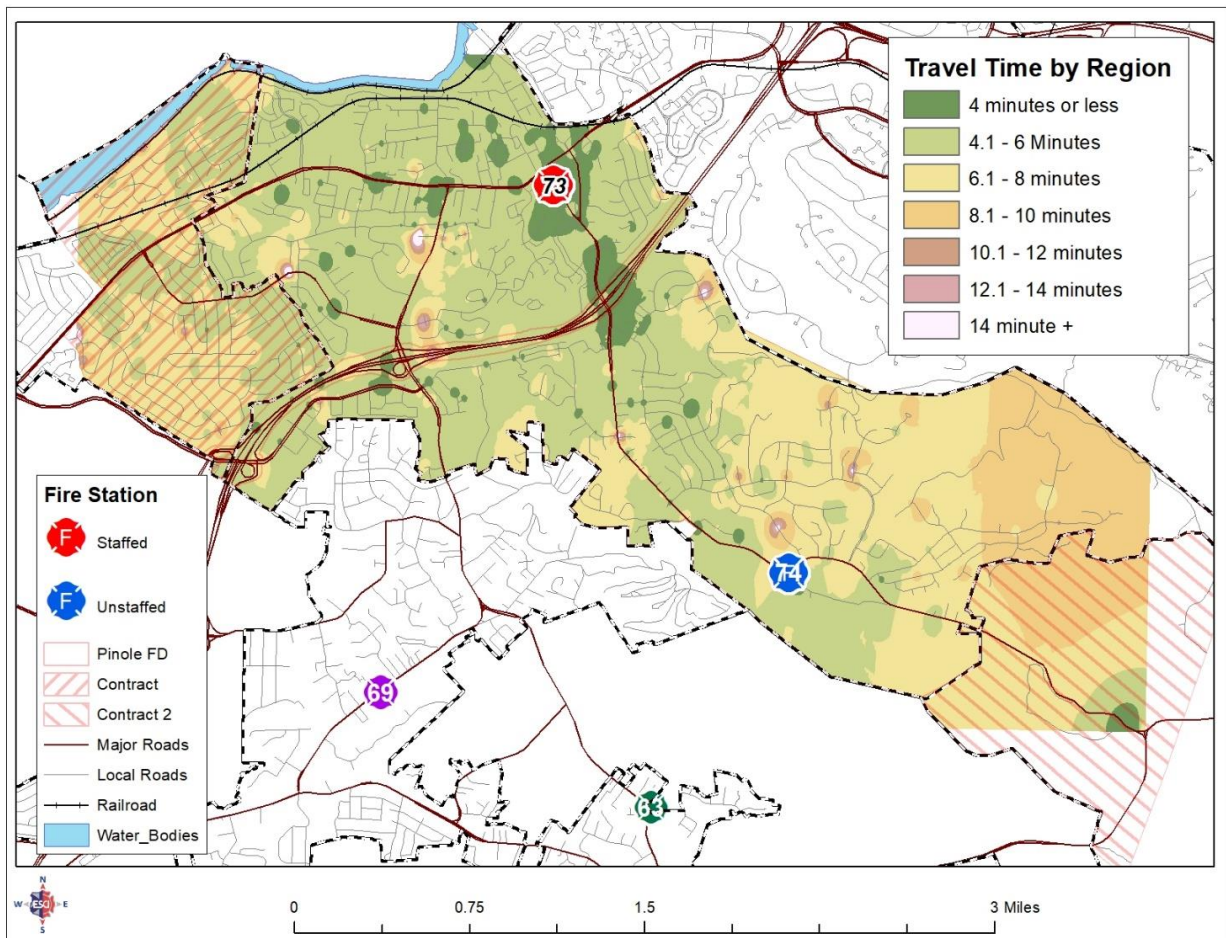 73
Travel Time by Region
4 minutes or less
4.1 - 6 Minutes
6.1 - 8 minutes
8.1 - 10 minutes
10.1 - 12 minutes
12.1 - 14 minutes
14 minute +
Fire Station
F Staffed
F Unstaffed
Pinole FD
Contract
Contract 2
Major Roads
Local Roads
Railroad
Water_Bodies
74
69
63
N
W E
ESCI
S
0 0.75 1.5 3 Miles